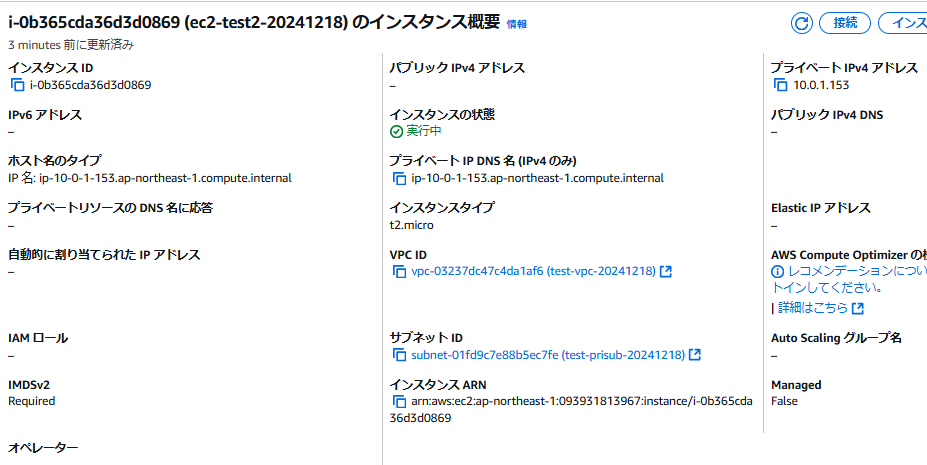 i-0b365cda36d3d0869 (ec2-test2-20241218) のインスタンス概要 情報
接続
インス
3 minutes 前に更新済み
インスタンス ID
i-0b365cda36d3d0869
パブリック IPv4 アドレス
–
プライベート IPv4 アドレス
10.0.1.153
IPv6 アドレス
–
インスタンスの状態
実行中
パブリック IPv4 DNS
–
ホスト名のタイプ
IP 名: ip-10-0-1-153.ap-northeast-1.compute.internal
プライベート IP DNS 名 (IPv4 のみ)
ip-10-0-1-153.ap-northeast-1.compute.internal
プライベートリソースの DNS 名に応答
–
インスタンスタイプ
t2.micro
Elastic IP アドレス
–
自動的に割り当てられた IP アドレス
–
VPC ID
vpc-03237dc47c4da1af6 (test-vpc-20241218)
AWS Compute Optimizer の
レコメンデーションについ
トインしてください。
| 詳細はこちら
IAM ロール
–
サブネット ID
subnet-01fd9c7e88b5ec7fe (test-prisub-20241218)
Auto Scaling グループ名
–
IMDSv2
Required
インスタンス ARN
arn:aws:ec2:ap-northeast-1:093931813967:instance/i-0b365cda
36d3d0869
Managed
False
オペレーター